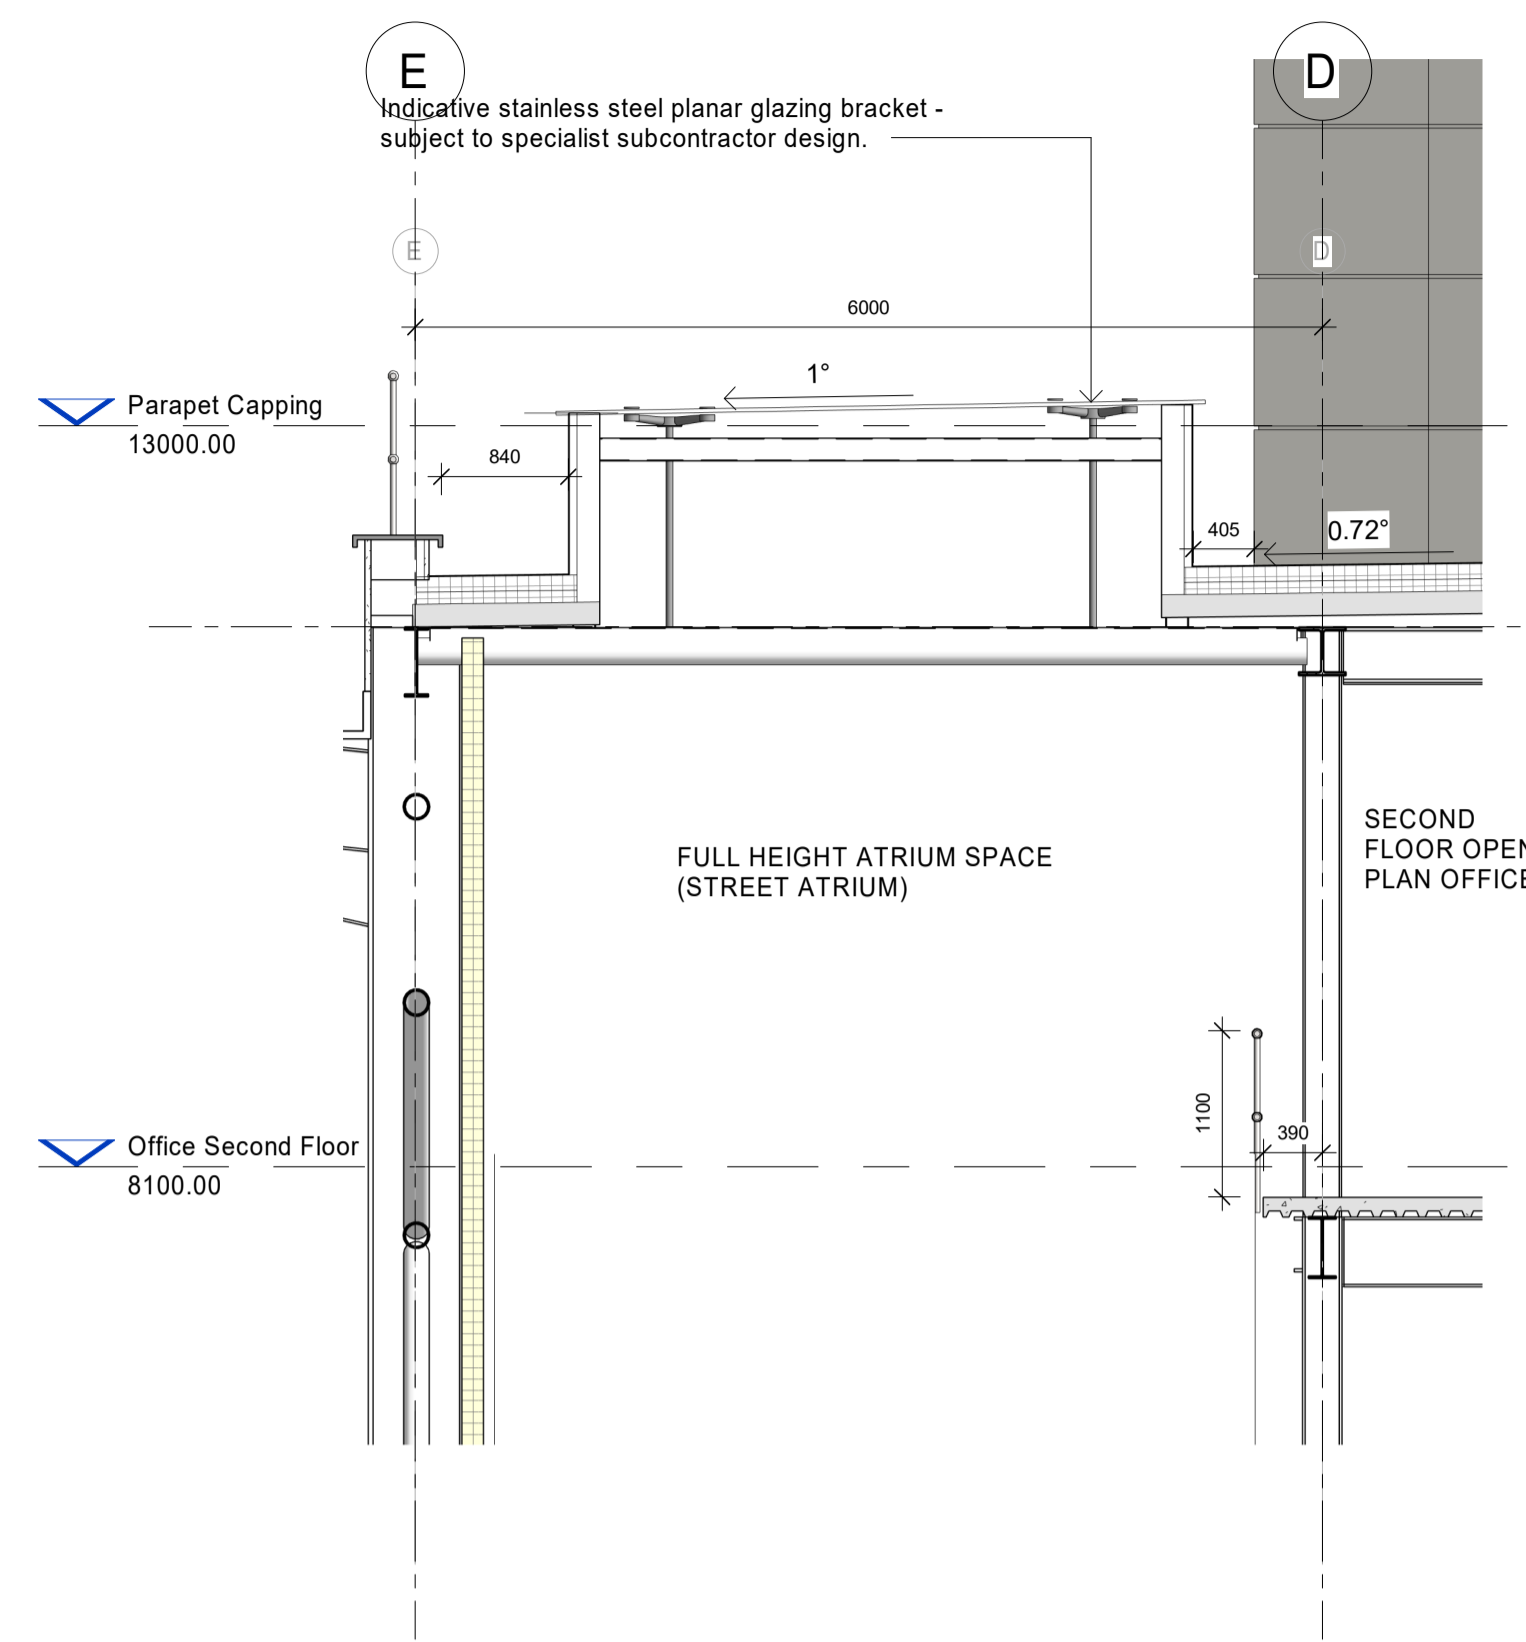 E
D
Indicative stainless steel planar glazing bracket -
subject to specialist subcontractor design.
E
D
6000
1°
Parapet Capping
13000.00
840
405
0.72°
FULL HEIGHT ATRIUM SPACE
(STREET ATRIUM)
SECOND
FLOOR OPEN
PLAN OFFICE
1100
390
Office Second Floor
8100.00